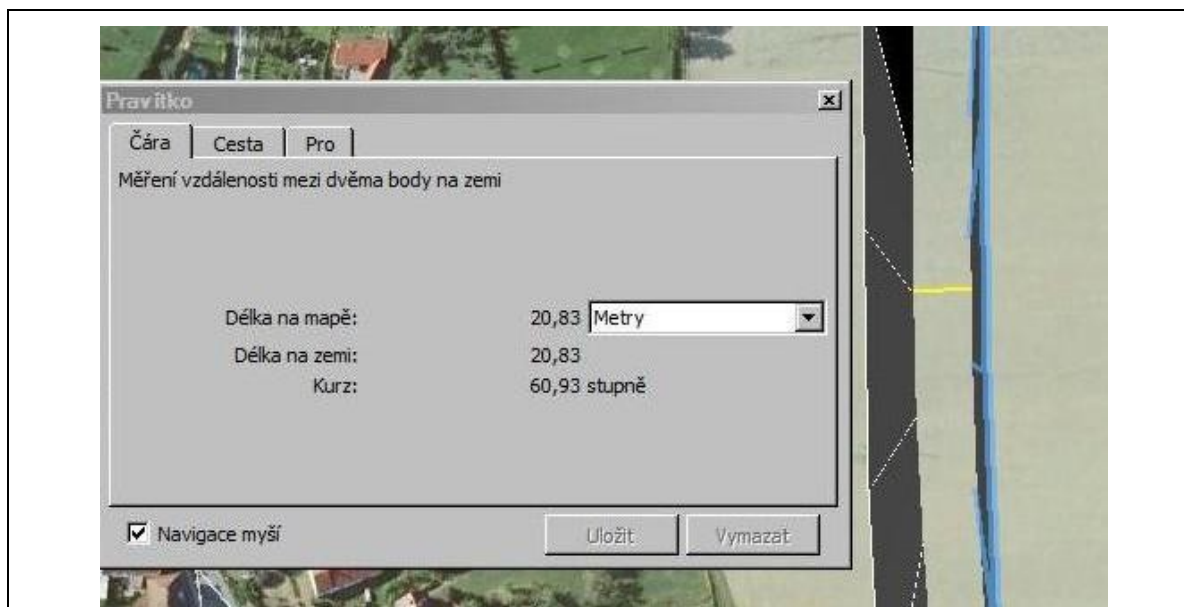 Pravítko
Čára Cesta Pro
Měření vzdálenosti mezi dvěma body na zemi
Délka na mapě: 20,83 Metry
Délka na zemi: 20,83
Kurz: 60,93 stupně
Navigace myší Uložit Vymazat